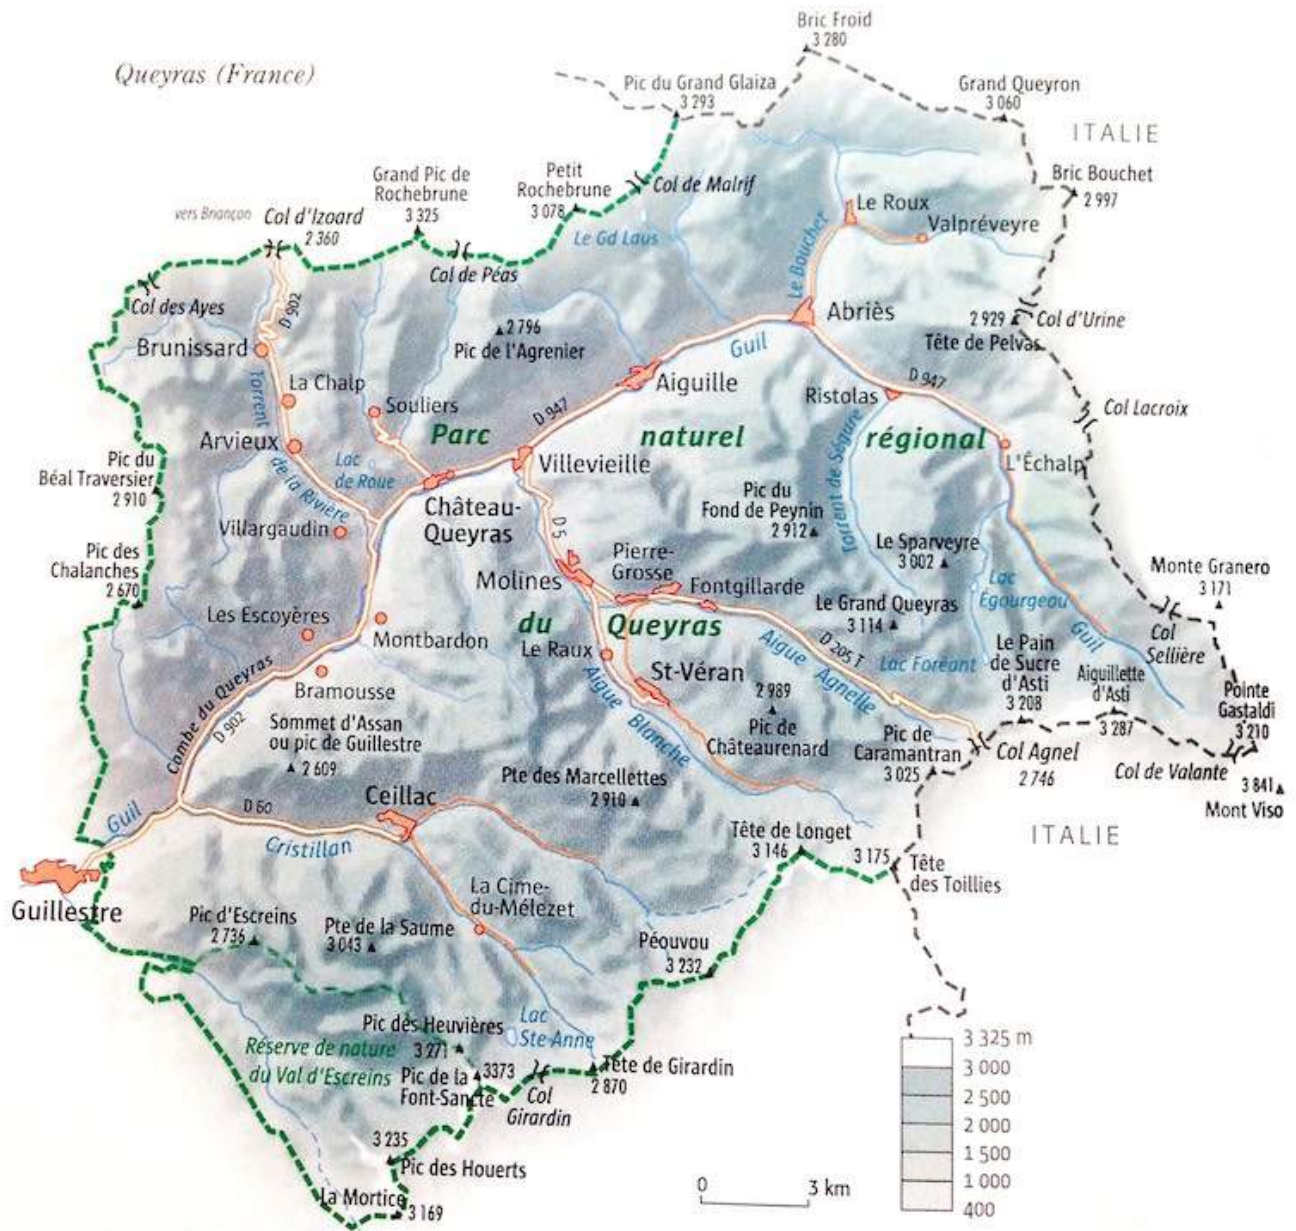 Bric Froid
3 280
Queyras (France)
Pic du Grand Glaiza
3 293
Grand Queyron
3 060
ITALIE
Bric Bouchet
2 997
Grand Pic de
Rochebrune
3 325
Petit
Rochebrune
3 078
Col de Malrif
vers Briançon
Col d'Izoard
2 360
Le Roux
Valpréveyre
Le Gd Laus
Le Bouchet
Col de Péas
Col des Ayes
D 902
Abriès
2 929
Col d'Urine
Tête de Pelvas
2 796
Pic de l'Agrenier
Brunissard
Guil
Aiguille
La Chalp
Souliers
D 947
Ristolas
D 947
Col Lacroix
Torrent
de la Rivière
Arvieux
Parc
naturel
régional
L'Échalp
Pic du
Béal Traversier
2 910
Lac
de Roue
Villevieille
Château-
Queyras
Pic du
Fond de Peynin
2 912
Torrent de Ségure
Villargaudin
D 5
Le Sparveyre
3 002
Pic des
Chalanches
2 670
Molines
Pierre-
Grosse
Fontgillarde
Lac
Égourgeou
Monte Granero
3 171
Les Escoyères
Montbardon
du
Queyras
Le Grand Queyras
3 114
Guil
Col
Sellière
Le Raux
Aigue
Agnelle
D 205 T
Lac Foréant
Le Pain
de Sucre
d'Asti
3 208
Aiguillette
d'Asti
3 287
Pointe
Gastaldi
3 210
Bramousse
Combe du Queyras
D 902
St-Véran
Aigue
Blanche
2 989
Pic de
Châteaurenard
Sommet d'Assan
ou pic de Guillestre
2 609
Pic de
Caramantran
3 025
Col Agnel
2 746
Col de Valante
3 841
Mont Viso
Pte des Marcellettes
2 910
Ceillac
D 60
Guil
Cristillan
Tête de Longet
3 146
3 175
Tête
des Toillies
ITALIE
Guillestre
La Cime-
du-Mélezet
Pic d'Escreins
2 736
Pte de la Saume
3 043
Péouvou
3 232
Lac
Ste-Anne
Pic des Heuvières
3 271
Réserve de nature
du Val d'Escreins
3373
Pic de la
Font-Sancte
Col
Girardin
Tête de Girardin
2 870
3 235
Pic des Houerts
La Mortice
3 169
0
3 km
3 325 m
3 000
2 500
2 000
1 500
1 000
400